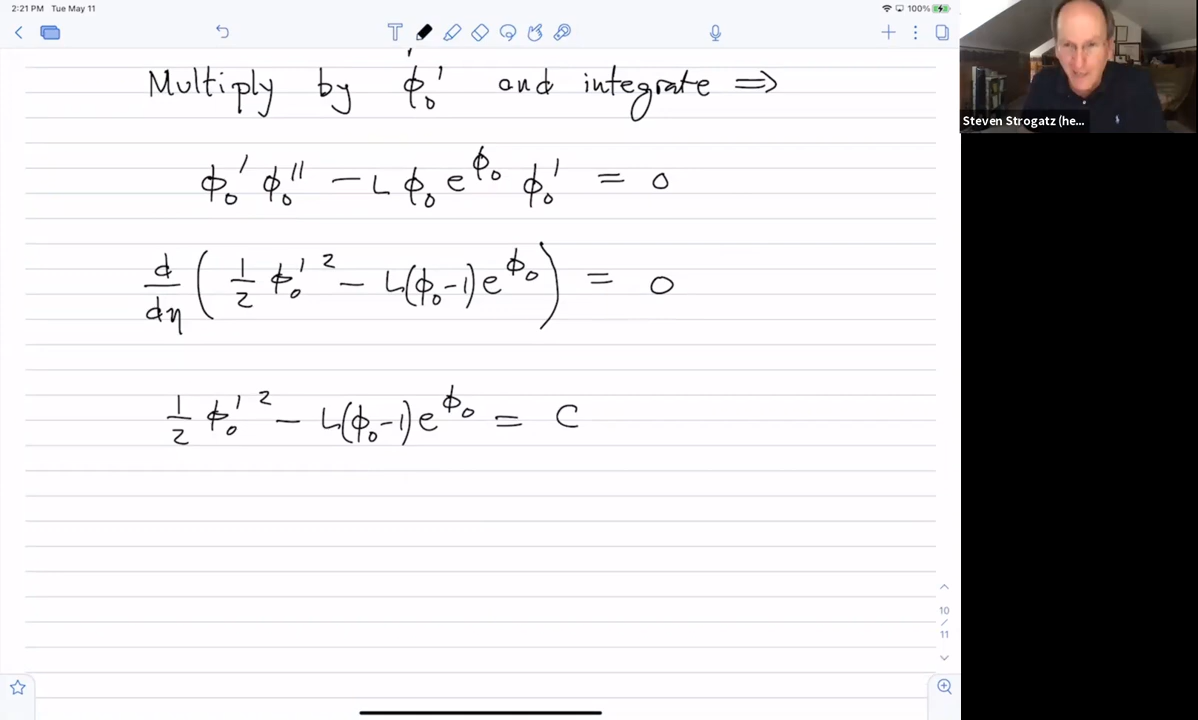 2:21 PM Tue May 11
100%
Steven Strogatz (he...
Multiply by ϕ₀' and integrate ⇒
ϕ₀' ϕ₀'' − L ϕ₀ e^ϕ₀ ϕ₀' = 0
d/dη ( 1/2 ϕ₀'² − L(ϕ₀-1)e^ϕ₀ ) = 0
1/2 ϕ₀'² − L(ϕ₀-1)e^ϕ₀ = C
10
/
11